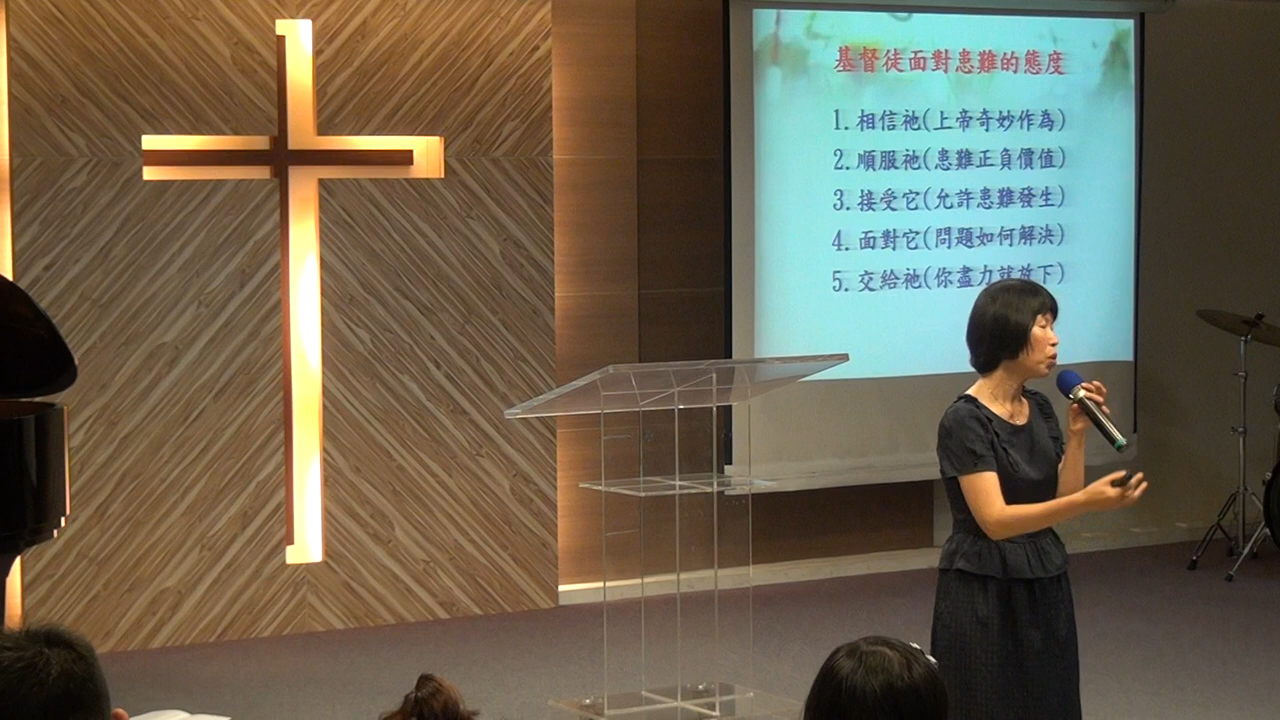 基督徒面對患難的態度
1.相信祂(上帝奇妙作為)
2.順服祂(患難正負價值)
3.接受它(允許患難發生)
4.面對它(問題如何解決)
5.交給祂(你盡力就放下)